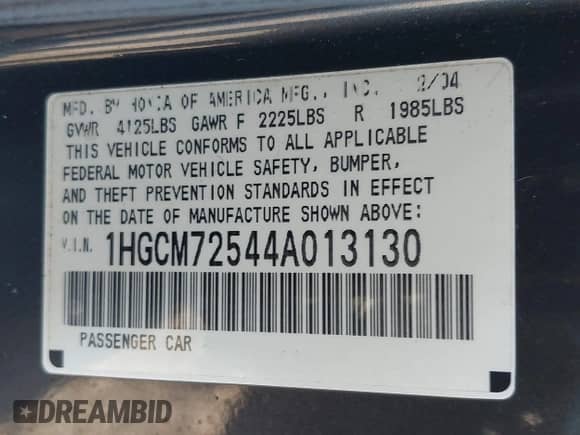 MFD. BY HONDA OF AMERICA MFG., INC. 2/04
GVWR 4125LBS GAWR F 2225LBS R 1985LBS
THIS VEHICLE CONFORMS TO ALL APPLICABLE
FEDERAL MOTOR VEHICLE SAFETY, BUMPER,
AND THEFT PREVENTION STANDARDS IN EFFECT
ON THE DATE OF MANUFACTURE SHOWN ABOVE:
V.I.N. 1HGCM72544A013130
PASSENGER CAR
DREAMBID